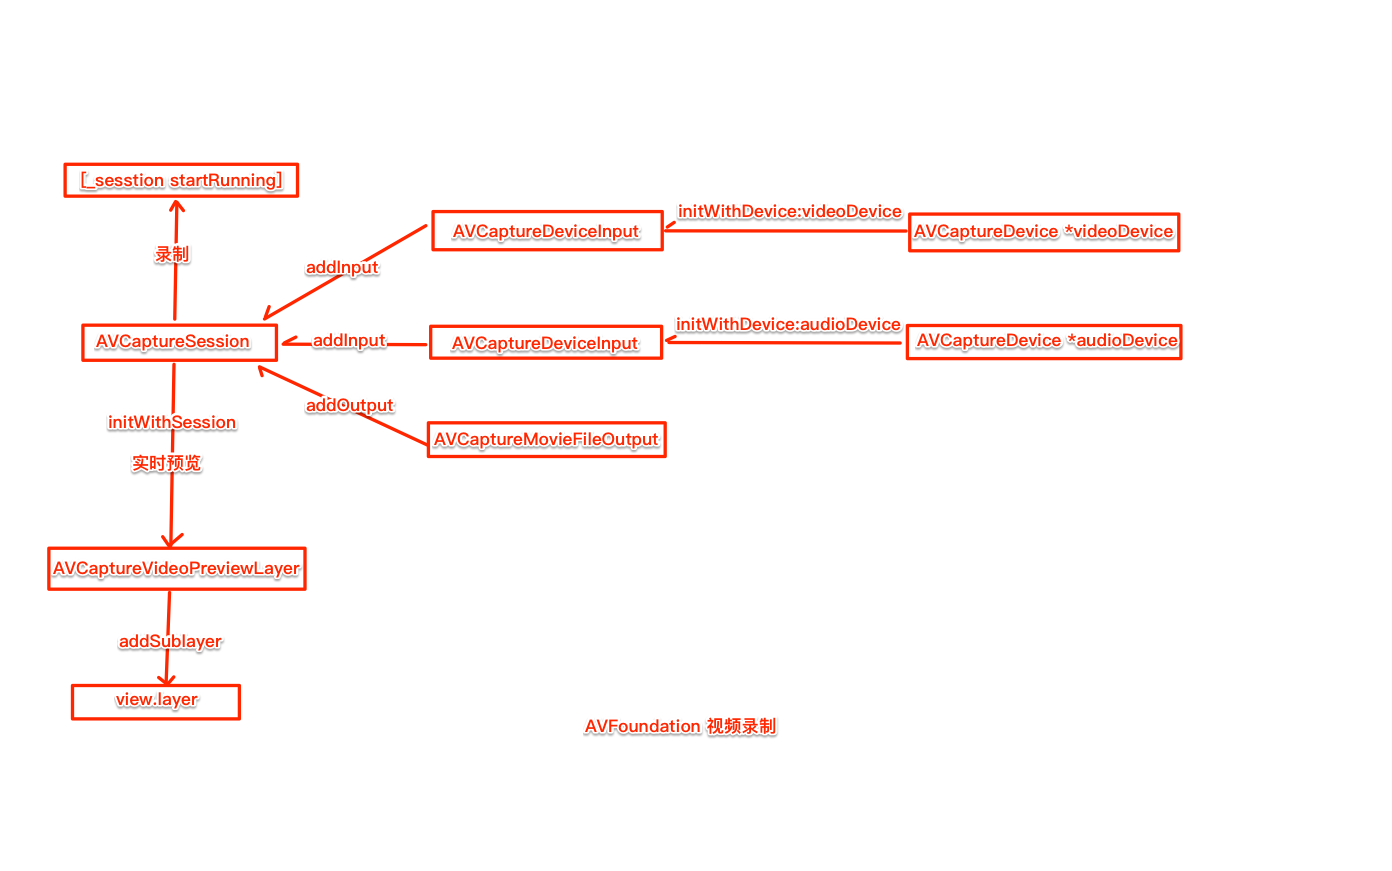 [_sesstion startRunning]
录制
AVCaptureDeviceInput
initWithDevice:videoDevice
AVCaptureDevice *videoDevice
addInput
AVCaptureSession
addInput
AVCaptureDeviceInput
initWithDevice:audioDevice
AVCaptureDevice *audioDevice
addOutput
AVCaptureMovieFileOutput
initWithSession
实时预览
AVCaptureVideoPreviewLayer
addSublayer
view.layer
AVFoundation 视频录制